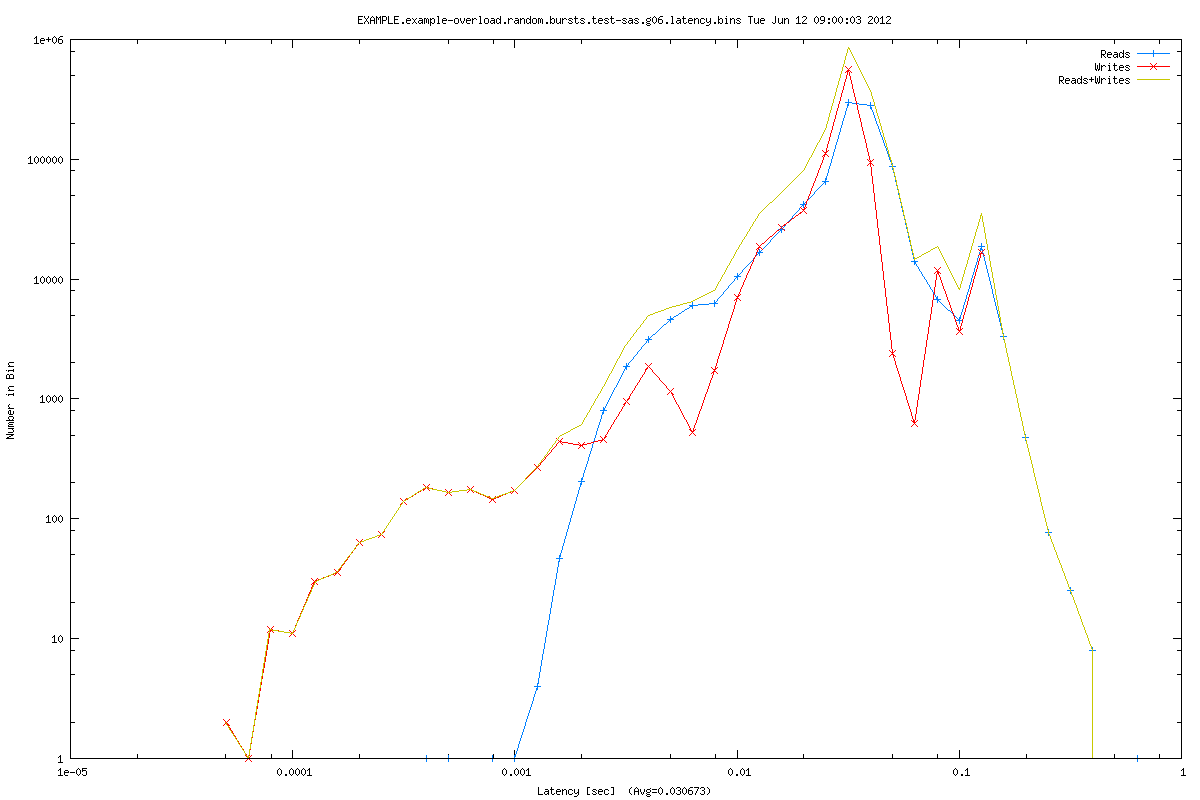 EXAMPLE.example-overload.random.bursts.test-sas.g06.latency.bins Tue Jun 12 09:00:03 2012
Reads
Writes
Reads+Writes
1e+06
100000
10000
1000
100
10
1
Number in Bin
1e-05 0.0001 0.001 0.01 0.1 1
Latency [sec] (Avg=0.030673)